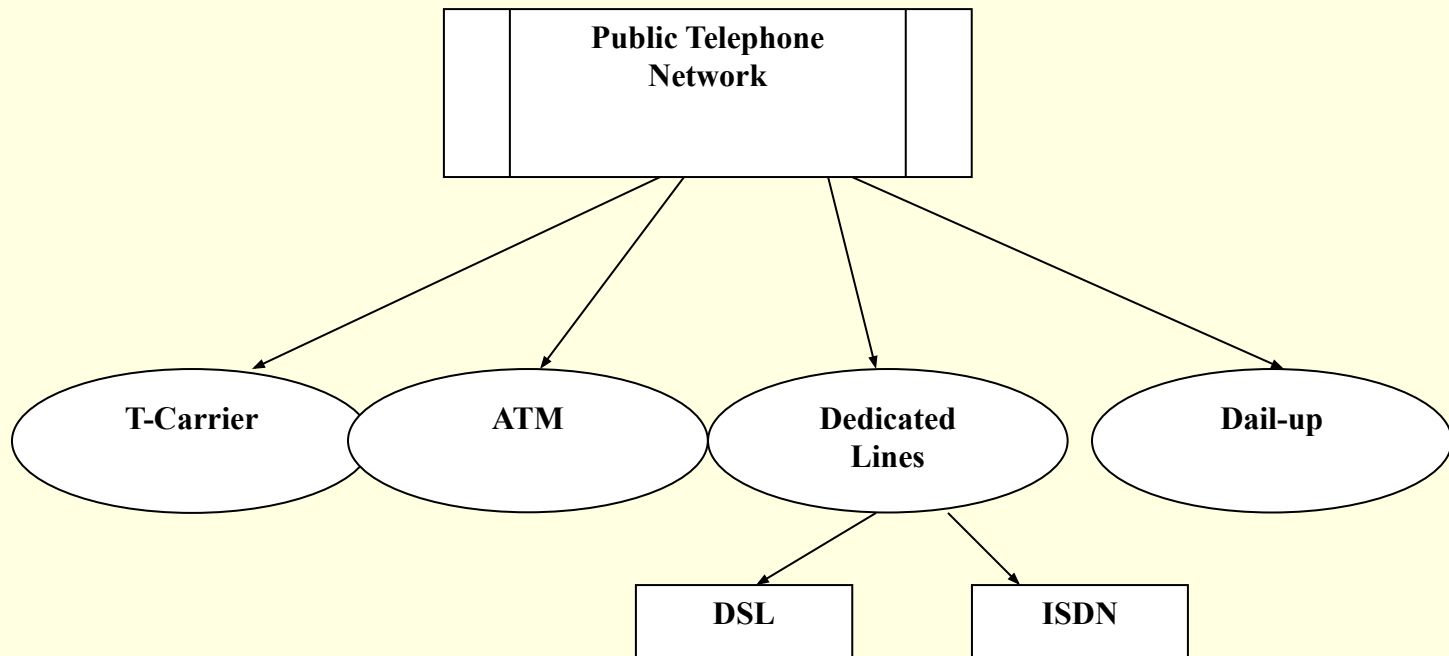 Public Telephone
Network
T-Carrier
ATM
Dedicated
Lines
Dail-up
DSL
ISDN